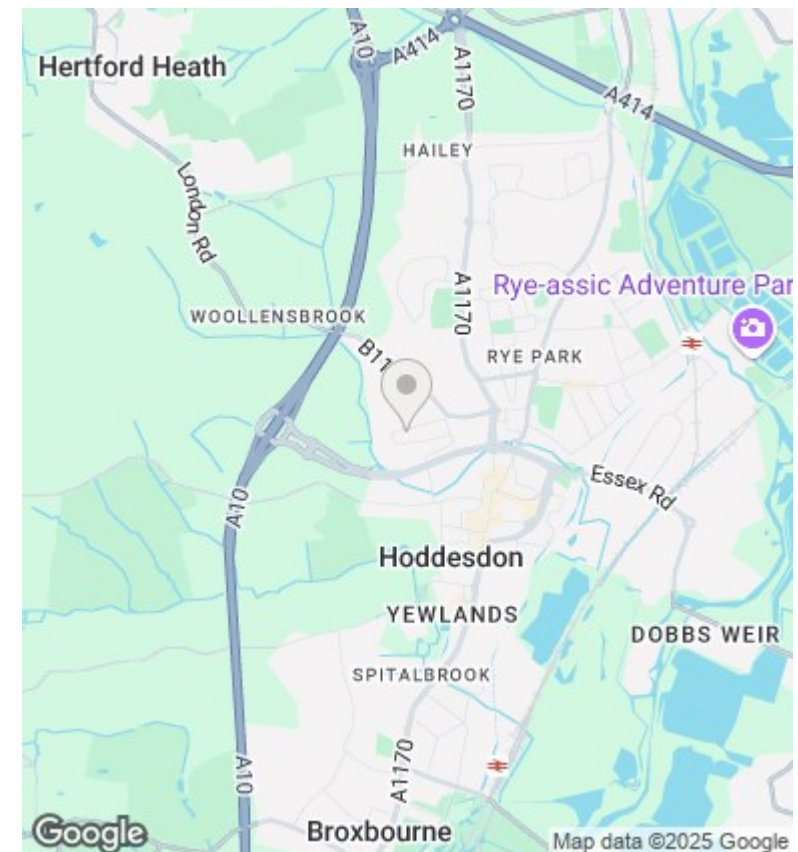 A10
A414
A1170
Hertford Heath
A414
HAILEY
London Rd
A1170
Rye-assic Adventure Par
WOOLLENSBROOK
B11
RYE PARK
Essex Rd
A10
Hoddesdon
YEWLANDS
DOBBS WEIR
SPITALBROOK
A10
A1170
Broxbourne
Google
Map data ©2025 Google